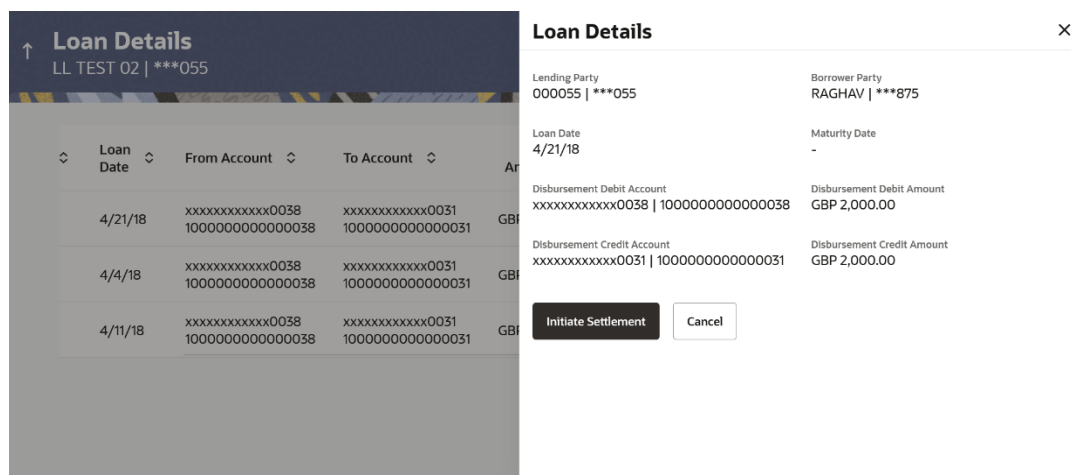 ↑ Loan Details
LL TEST 02 | ***055
Loan Date
From Account
To Account
Ar
4/21/18
xxxxxxxxxxxx0038
1000000000000038
xxxxxxxxxxxx0031
1000000000000031
GBP
4/4/18
xxxxxxxxxxxx0038
1000000000000038
xxxxxxxxxxxx0031
1000000000000031
GBP
4/11/18
xxxxxxxxxxxx0038
1000000000000038
xxxxxxxxxxxx0031
1000000000000031
GBP
Loan Details
Lending Party
Borrower Party
000055 | ***055
RAGHAV | ***875
Loan Date
Maturity Date
4/21/18
-
Disbursement Debit Account
Disbursement Debit Amount
xxxxxxxxxxxx0038 | 1000000000000038
GBP 2,000.00
Disbursement Credit Account
Disbursement Credit Amount
xxxxxxxxxxxx0031 | 1000000000000031
GBP 2,000.00
Initiate Settlement
Cancel